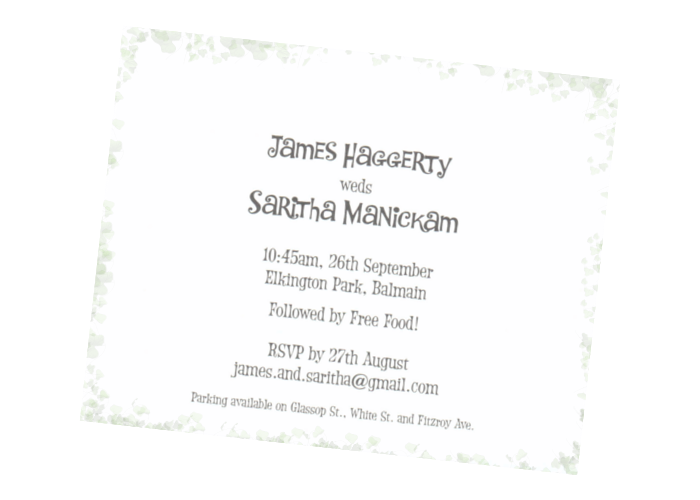 James Haggerty
weds
Saritha Manickam
10:45am, 26th September
Elkington Park, Balmain
Followed by Free Food!
RSVP by 27th August
james.and.saritha@gmail.com
Parking available on Glassop St., White St. and Fitzroy Ave.